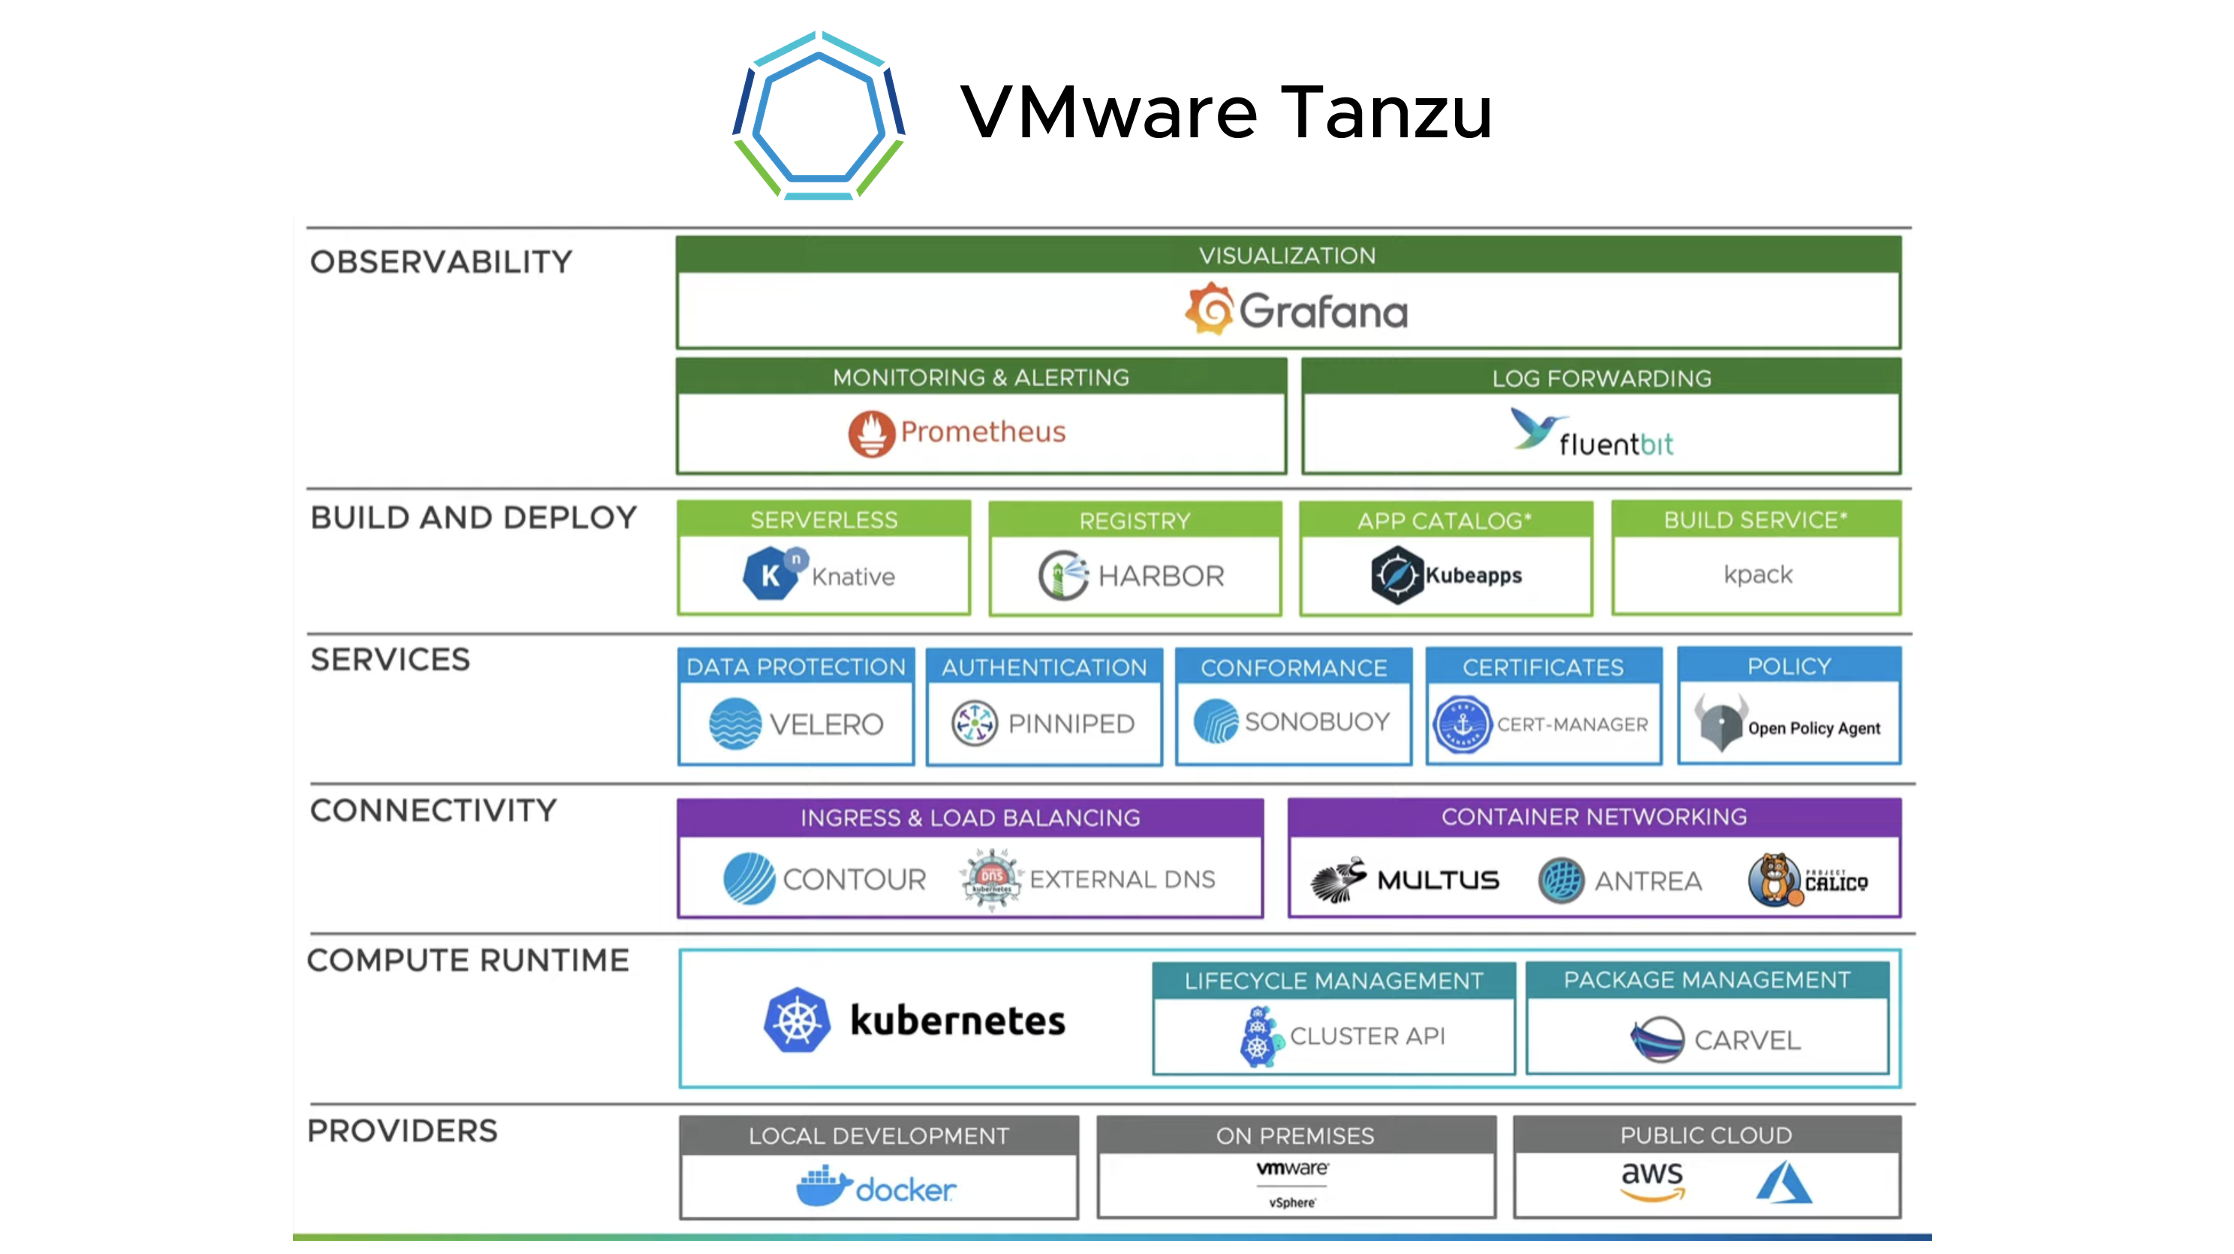 VMware Tanzu
OBSERVABILITY
VISUALIZATION
Grafana
MONITORING & ALERTING
Prometheus
LOG FORWARDING
fluentbit
BUILD AND DEPLOY
SERVERLESS
K n Knative
REGISTRY
HARBOR
APP CATALOG*
Kubeapps
BUILD SERVICE*
kpack
SERVICES
DATA PROTECTION
VELERO
AUTHENTICATION
PINNIPED
CONFORMANCE
SONOBUOY
CERTIFICATES
CERT MANAGER
CERT-MANAGER
POLICY
Open Policy Agent
CONNECTIVITY
INGRESS & LOAD BALANCING
CONTOUR
DNS
kubernetes
EXTERNAL DNS
CONTAINER NETWORKING
MULTUS
ANTREA
PROJECT
CALICO
COMPUTE RUNTIME
kubernetes
LIFECYCLE MANAGEMENT
CLUSTER API
PACKAGE MANAGEMENT
CARVEL
PROVIDERS
LOCAL DEVELOPMENT
docker
ON PREMISES
vmware®
vSphere®
PUBLIC CLOUD
aws